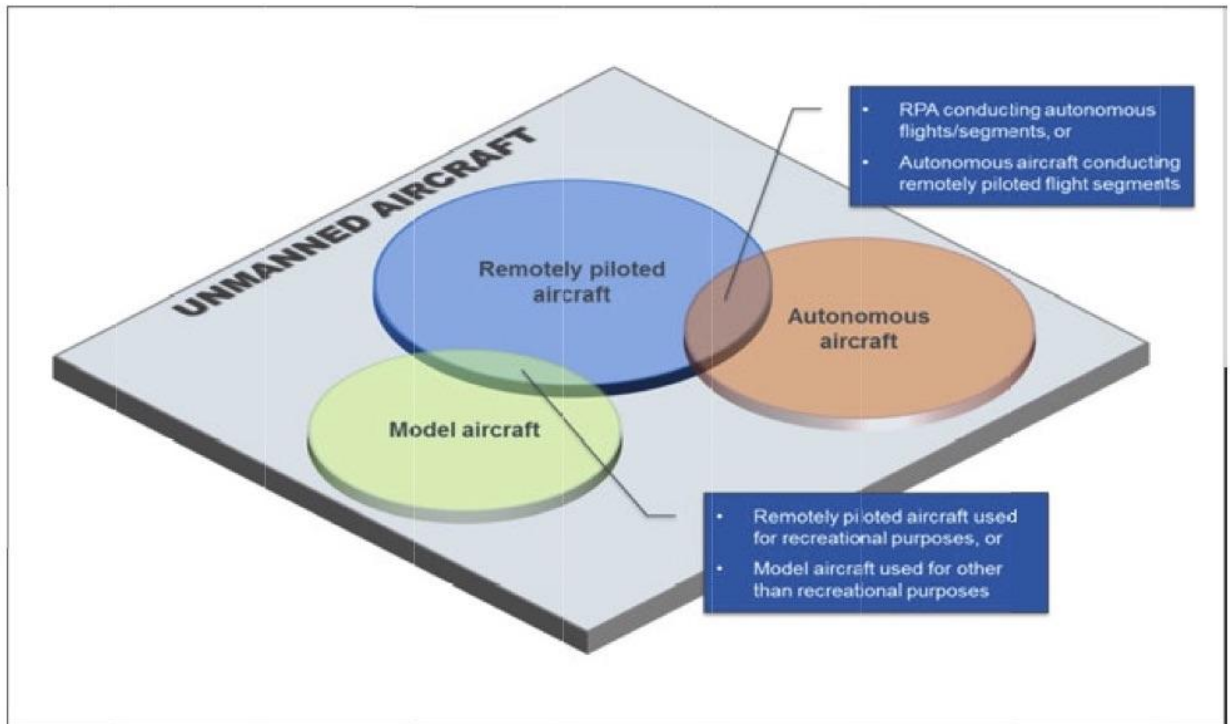 UNMANNED AIRCRAFT
• RPA conducting autonomous
flights/segments, or
• Autonomous aircraft conducting
remotely piloted flight segments
Remotely piloted
aircraft
Autonomous
aircraft
Model aircraft
• Remotely piloted aircraft used
for recreational purposes, or
• Model aircraft used for other
than recreational purposes